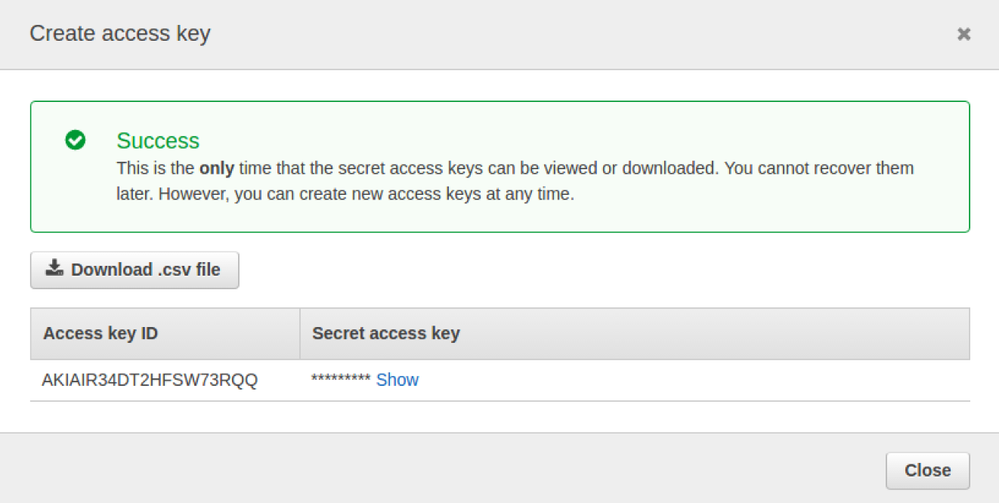 Create access key
Success
This is the only time that the secret access keys can be viewed or downloaded. You cannot recover them
later. However, you can create new access keys at any time.
Download .csv file
Access key ID Secret access key
AKIAIR34DT2HFSW73RQQ ********* Show
Close